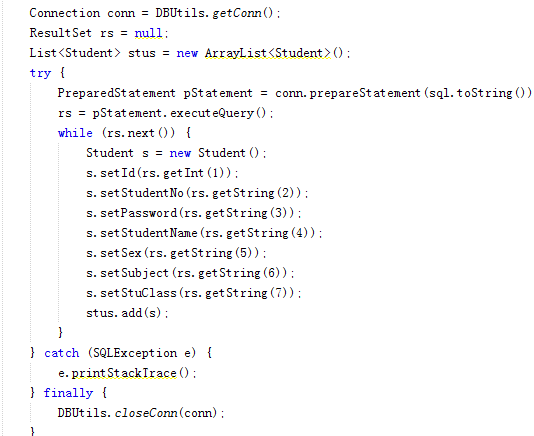 Connection conn = DBUtils.getConn();
ResultSet rs = null;
List<Student> stus = new ArrayList<Student>();
try {
PreparedStatement pStatement = conn.prepareStatement(sql.toString())
rs = pStatement.executeQuery();
while (rs.next()) {
Student s = new Student();
s.setId(rs.getInt(1));
s.setStudentNo(rs.getString(2));
s.setPassword(rs.getString(3));
s.setStudentName(rs.getString(4));
s.setSex(rs.getString(5));
s.setSubject(rs.getString(6));
s.setStuClass(rs.getString(7));
stus.add(s);
}
} catch (SQLException e) {
e.printStackTrace();
} finally {
DBUtils.closeConn(conn);
}